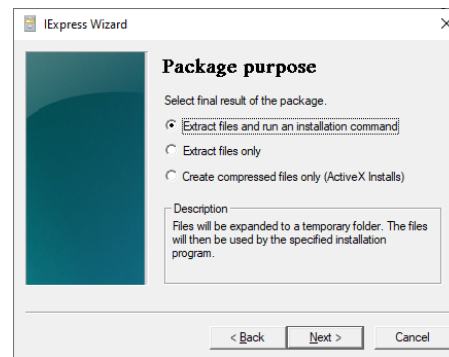 IExpress Wizard
Package purpose
Select final result of the package.
Extract files and run an installation command
Extract files only
Create compressed files only (ActiveX Installs)
Description
Files will be expanded to a temporary folder. The files
will then be used by the specified installation
program.
< Back Next > Cancel